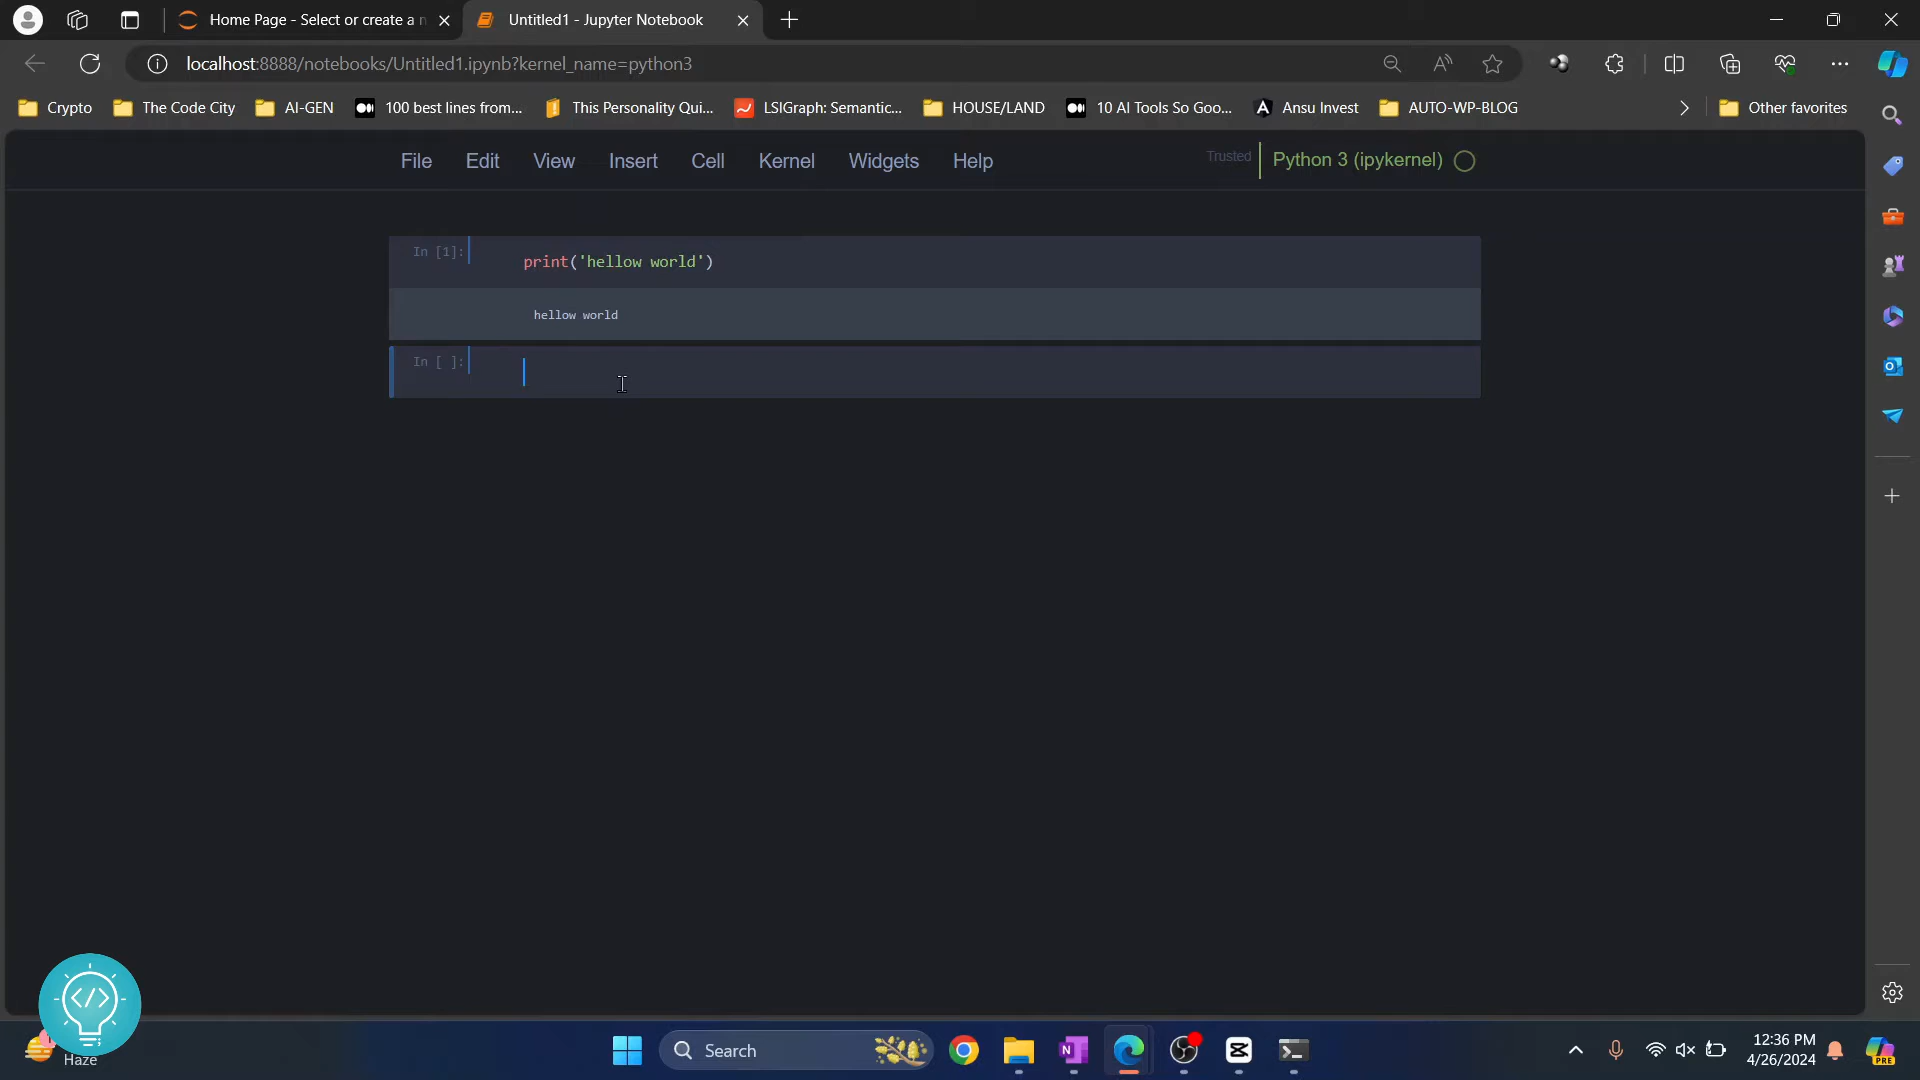 Home Page - Select or create a n
Untitled1 - Jupyter Notebook
localhost:8888/notebooks/Untitled1.ipynb?kernel_name=python3
Crypto
The Code City
AI-GEN
100 best lines from...
This Personality Qui...
LSIGraph: Semantic...
HOUSE/LAND
10 AI Tools So Goo...
Ansu Invest
AUTO-WP-BLOG
Other favorites
File Edit View Insert Cell Kernel Widgets Help
Trusted
Python 3 (ipykernel)
In [1]:
print('hellow world')
hellow world
In [ ]:
</>
1
Haze
Search
N
12:36 PM
4/26/2024
PRE